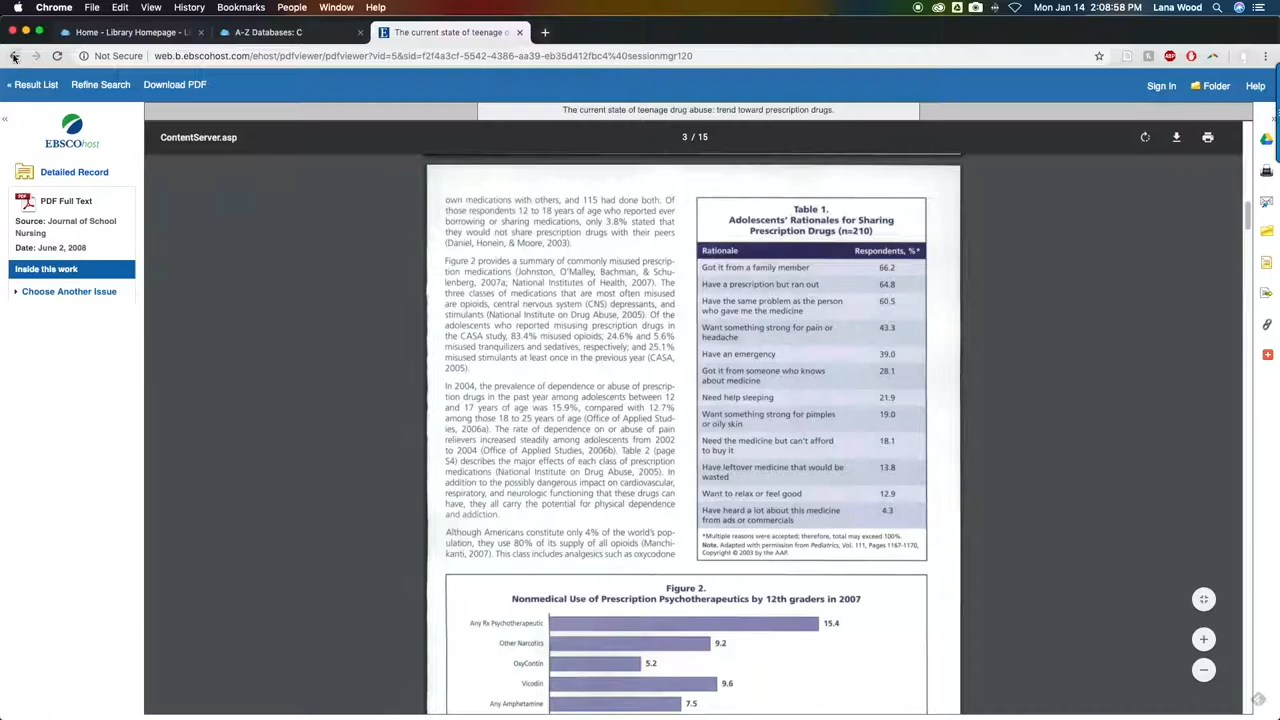 Chrome File Edit View History Bookmarks People Window Help Mon Jan 14 2:08:58 PM Lana Wood
Home - Library Homepage - Li × A-Z Databases: C × The current state of teenage d ×
Not Secure web.b.ebscohost.com/ehost/pdfviewer/pdfviewer?vid=5&sid=f2f4a3cf-5542-4386-aa39-eb35d412fbc4%40sessionmgr120
« Result List Refine Search Download PDF Sign In Folder Help
The current state of teenage drug abuse: trend toward prescription drugs.
ContentServer.asp 3 / 15
EBSCOhost
Detailed Record
PDF Full Text
Source: Journal of School
Nursing
Date: June 2, 2008
Inside this work
Choose Another Issue
own medications with others, and 115 had done both. Of
those respondents 12 to 18 years of age who reported ever
borrowing or sharing medications, only 3.8% stated that
they would not share prescription drugs with their peers
(Daniel, Honein, & Moore, 2003).
Figure 2 provides a summary of commonly misused prescrip-
tion medications (Johnston, O'Malley, Bachman, & Schu-
lenberg, 2007a; National Institutes of Health, 2007). The
three classes of medications that are most often misused
are opioids, central nervous system (CNS) depressants, and
stimulants (National Institute on Drug Abuse, 2005). Of the
adolescents who reported misusing prescription drugs in
the CASA study, 83.4% misused opioids; 24.6% and 5.6%
misused tranquilizers and sedatives, respectively; and 25.1%
misused stimulants at least once in the previous year (CASA,
2005).
In 2004, the prevalence of dependence or abuse of prescrip-
tion drugs in the past year among adolescents between 12
and 17 years of age was 15.9%, compared with 12.7%
among those 18 to 25 years of age (Office of Applied Stud-
ies, 2006a). The rate of dependence on or abuse of pain
relievers increased steadily among adolescents from 2002
to 2004 (Office of Applied Studies, 2006b). Table 2 (page
S4) describes the major effects of each class of prescription
medications (National Institute on Drug Abuse, 2005). In
addition to the possibly dangerous impact on cardiovascular,
respiratory, and neurologic functioning that these drugs can
have, they all carry the potential for physical dependence
and addiction.
Although Americans constitute only 4% of the world's pop-
ulation, they use 80% of its supply of all opioids (Manchi-
kanti, 2007). This class includes analgesics such as oxycodone
Table 1.
Adolescents' Rationales for Sharing
Prescription Drugs (n=210)
Rationale Respondents, %*
Got it from a family member 66.2
Have a prescription but ran out 64.8
Have the same problem as the person 60.5
who gave me the medicine
Want something strong for pain or 43.3
headache
Have an emergency 39.0
Got it from someone who knows 28.1
about medicine
Need help sleeping 21.9
Want something strong for pimples 19.0
or oily skin
Need the medicine but can't afford 18.1
to buy it
Have leftover medicine that would be 13.8
wasted
Want to relax or feel good 12.9
Have heard a lot about this medicine 4.3
from ads or commercials
*Multiple reasons were accepted; therefore, total may exceed 100%.
Note. Adapted with permission from Pediatrics, Vol. 111, Pages 1167-1170,
Copyright © 2003 by the AAP.
Figure 2.
Nonmedical Use of Prescription Psychotherapeutics by 12th graders in 2007
Any Rx Psychotherapeutic 15.4
Other Narcotics 9.2
OxyContin 5.2
Vicodin 9.6
Any Amphetamine 7.5